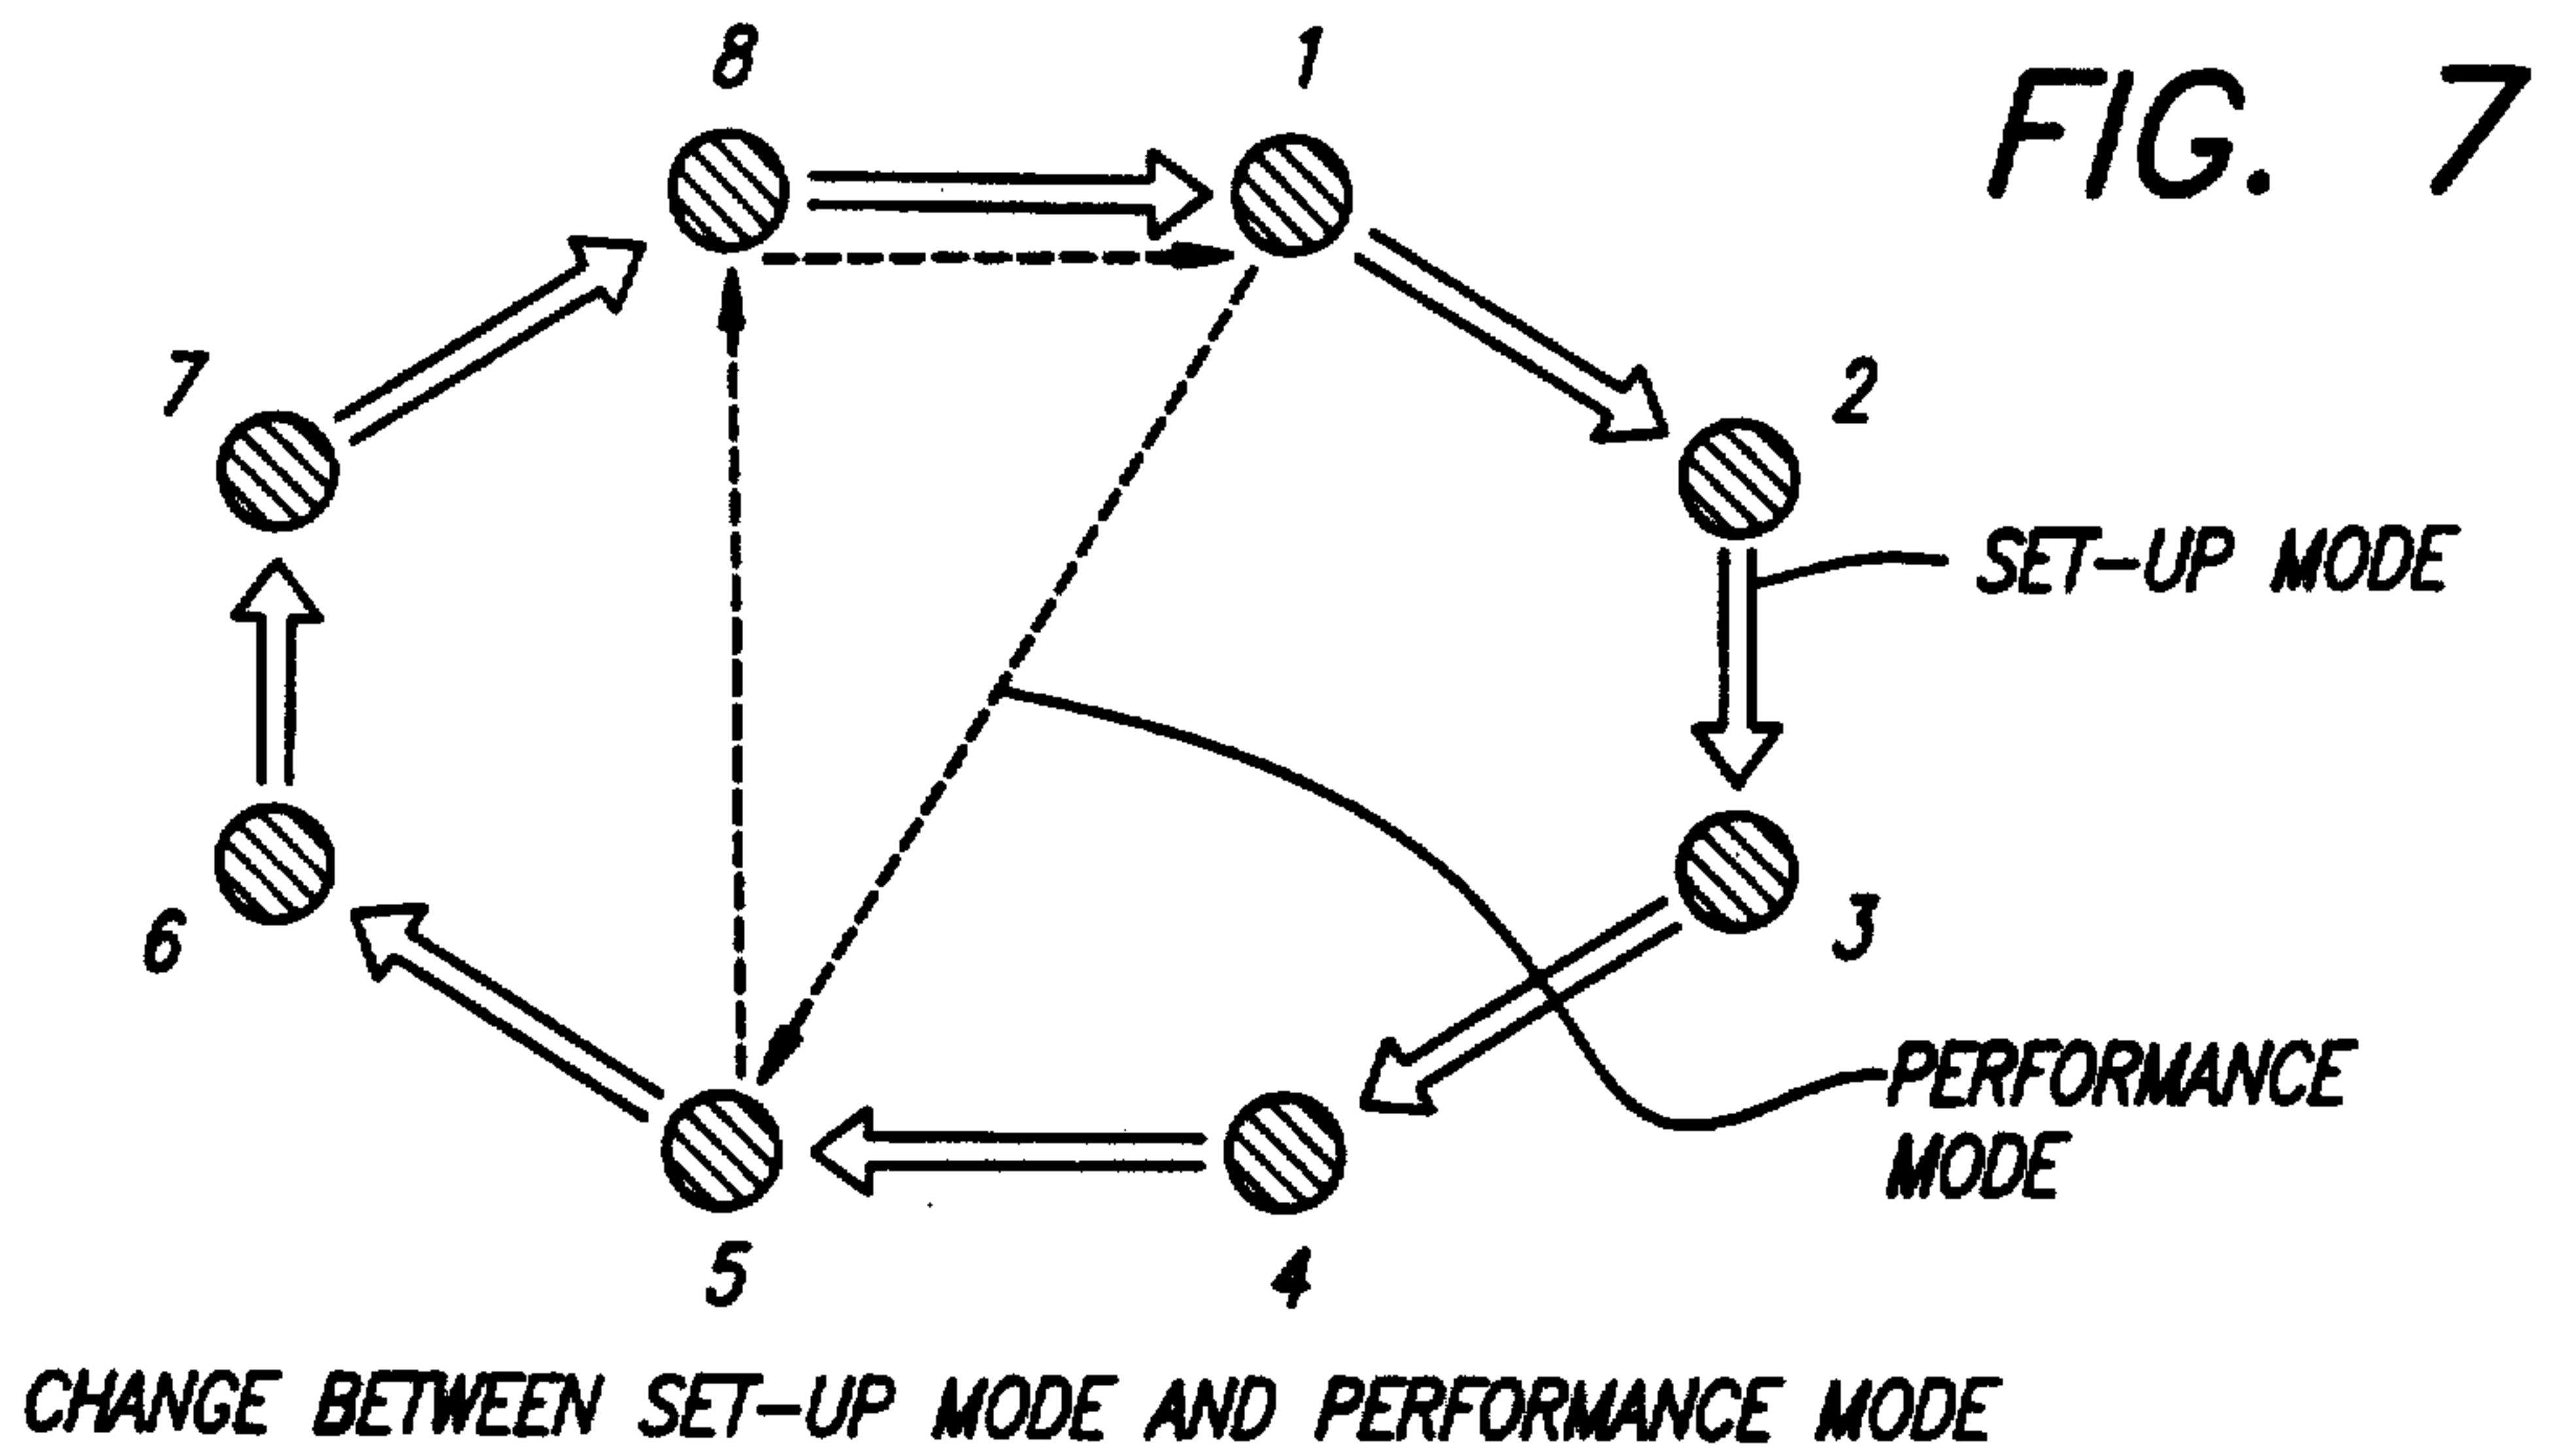 FIG. 7
8
1
7
2
SET-UP MODE
6
3
PERFORMANCE
MODE
5
4
CHANGE BETWEEN SET-UP MODE AND PERFORMANCE MODE